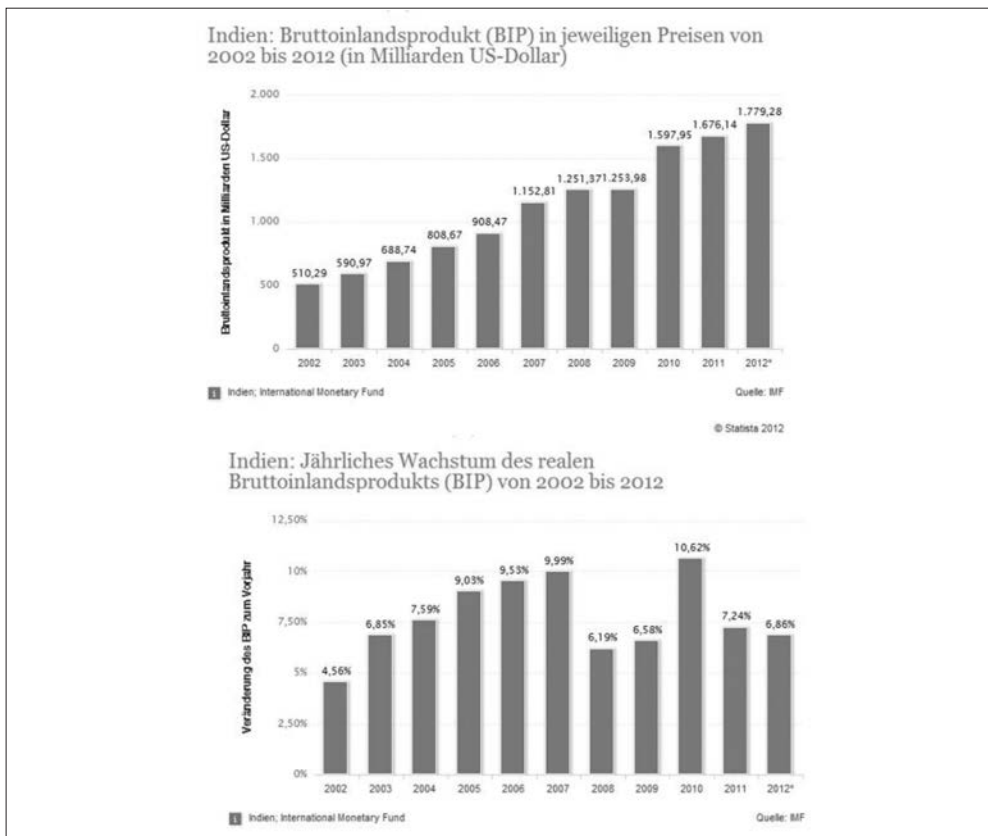 Indien: Bruttoinlandsprodukt (BIP) in jeweiligen Preisen von
2002 bis 2012 (in Milliarden US-Dollar)
Bruttoinlandsprodukt in Milliarden US-Dollar
2.000
1.500
1.000
500
0
510,29
590,97
688,74
808,67
908,47
1.152,81
1.251,37
1.253,98
1.597,95
1.676,14
1.779,28
2002 2003 2004 2005 2006 2007 2008 2009 2010 2011 2012*
i Indien; International Monetary Fund
Quelle: IMF
© Statista 2012
Indien: Jährliches Wachstum des realen
Bruttoinlandsprodukts (BIP) von 2002 bis 2012
Veränderung des BIP zum Vorjahr
12,50%
10%
7,50%
5%
2,50%
0%
4,56%
6,85%
7,59%
9,03%
9,53%
9,99%
6,19%
6,58%
10,62%
7,24%
6,86%
2002 2003 2004 2005 2006 2007 2008 2009 2010 2011 2012*
i Indien; International Monetary Fund
Quelle: IMF